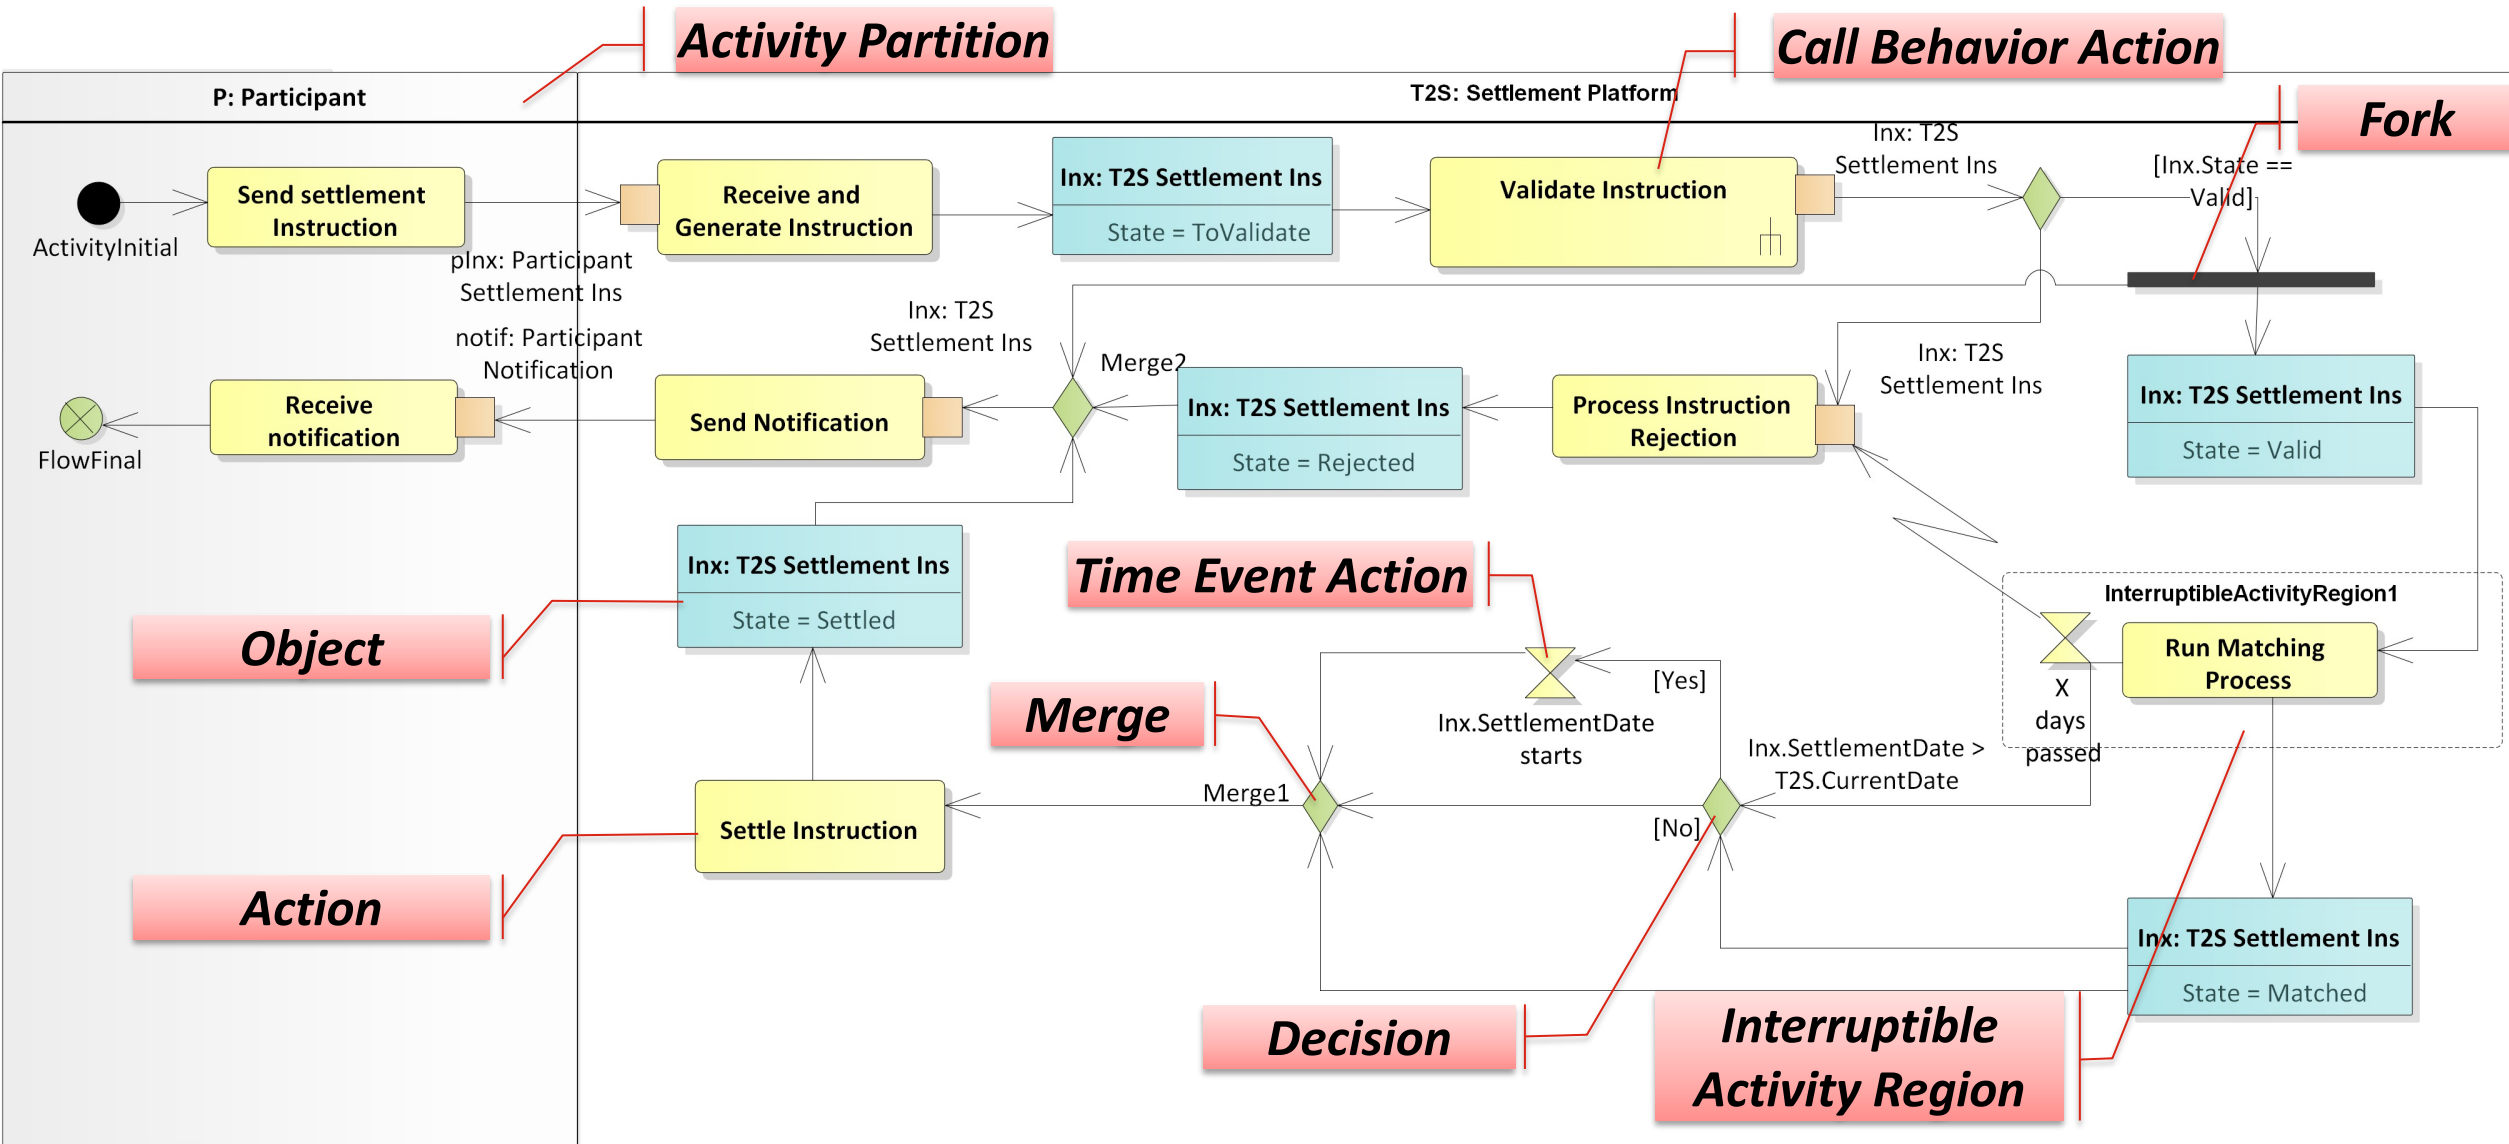 Activity Partition
Call Behavior Action
P: Participant
T2S: Settlement Platform
Fork
Inx: T2S
Settlement Ins
[Inx.State ==
Valid]
ActivityInitial
Send settlement
Instruction
Receive and
Generate Instruction
Inx: T2S Settlement Ins
State = ToValidate
Validate Instruction
pInx: Participant
Settlement Ins
notif: Participant
Notification
Inx: T2S
Settlement Ins
Merge2
Inx: T2S
Settlement Ins
FlowFinal
Receive
notification
Send Notification
Inx: T2S Settlement Ins
State = Rejected
Process Instruction
Rejection
Inx: T2S Settlement Ins
State = Valid
Inx: T2S Settlement Ins
State = Settled
Time Event Action
InterruptibleActivityRegion1
Object
Run Matching
Process
X
days
passed
Merge
[Yes]
Inx.SettlementDate
starts
Inx.SettlementDate >
T2S.CurrentDate
Merge1
[No]
Settle Instruction
Action
Inx: T2S Settlement Ins
State = Matched
Decision
Interruptible
Activity Region